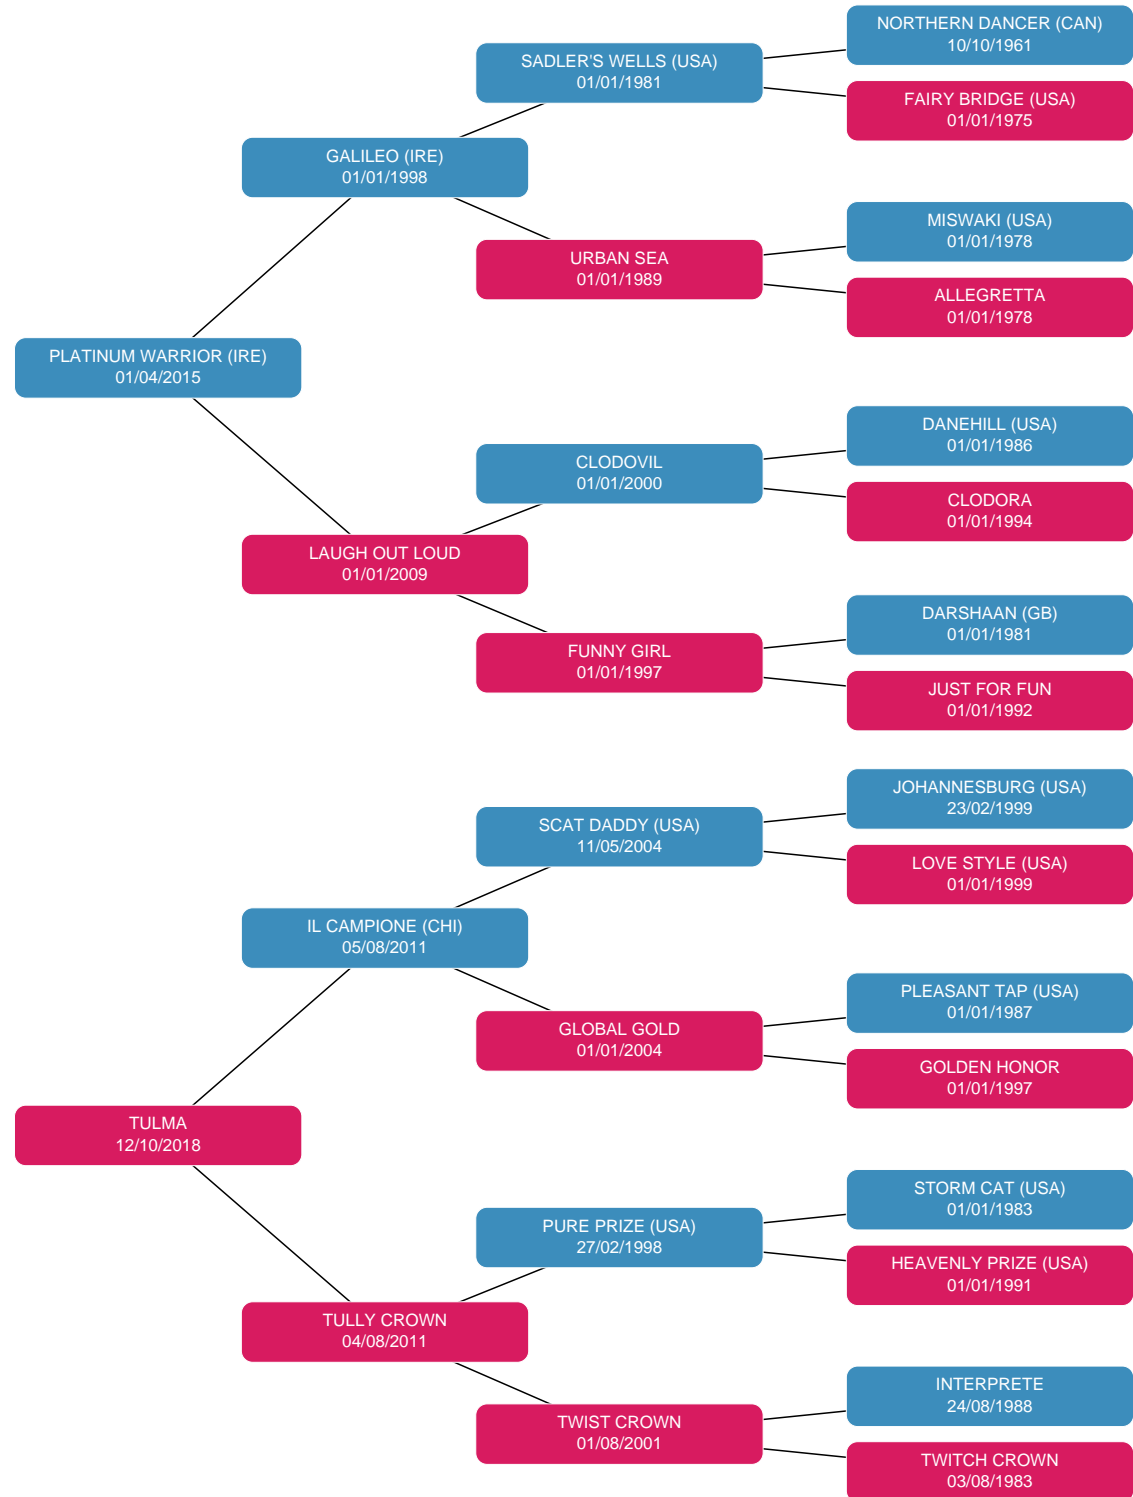 NORTHERN DANCER (CAN)
10/10/1961
SADLER'S WELLS (USA)
01/01/1981
FAIRY BRIDGE (USA)
01/01/1975
GALILEO (IRE)
01/01/1998
MISWAKI (USA)
01/01/1978
URBAN SEA
01/01/1989
ALLEGRETTA
01/01/1978
PLATINUM WARRIOR (IRE)
01/04/2015
DANEHILL (USA)
01/01/1986
CLODOVIL
01/01/2000
CLODORA
01/01/1994
LAUGH OUT LOUD
01/01/2009
DARSHAAN (GB)
01/01/1981
FUNNY GIRL
01/01/1997
JUST FOR FUN
01/01/1992
JOHANNESBURG (USA)
23/02/1999
SCAT DADDY (USA)
11/05/2004
LOVE STYLE (USA)
01/01/1999
IL CAMPIONE (CHI)
05/08/2011
PLEASANT TAP (USA)
01/01/1987
GLOBAL GOLD
01/01/2004
GOLDEN HONOR
01/01/1997
TULMA
12/10/2018
STORM CAT (USA)
01/01/1983
PURE PRIZE (USA)
27/02/1998
HEAVENLY PRIZE (USA)
01/01/1991
TULLY CROWN
04/08/2011
INTERPRETE
24/08/1988
TWIST CROWN
01/08/2001
TWITCH CROWN
03/08/1983